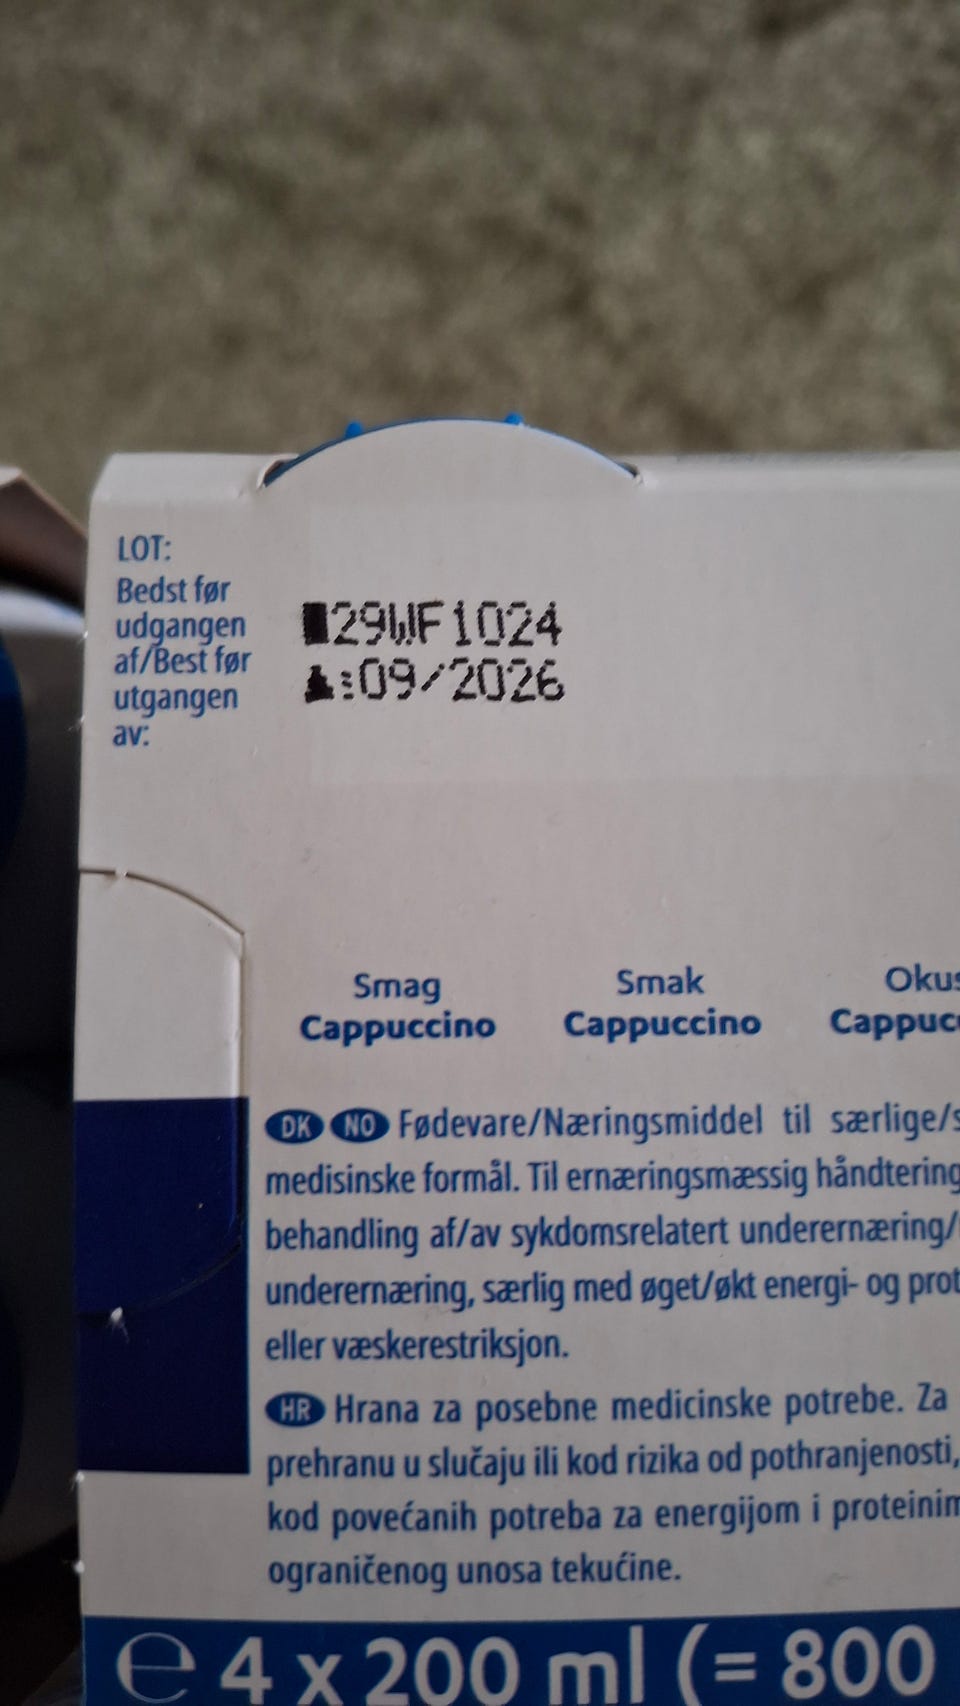 LOT:
Bedst før
udgangen
af/Best før
utgangen
av:
29WF1024
09/2026
Smag
Cappuccino
Smak
Cappuccino
Okus
Cappucc
DK NO Fødevare/Næringsmiddel til særlige/s
medisinske formål. Til ernæringsmæssig håndtering
behandling af/av sykdomsrelatert underernæring/
underernæring, særlig med øget/økt energi- og prot
eller væskerestriksjon.
HR Hrana za posebne medicinske potrebe. Za
prehranu u slučaju ili kod rizika od pothranjenosti,
kod povećanih potreba za energijom i proteinim
ograničenog unosa tekućine.
℮ 4 x 200 ml (= 800